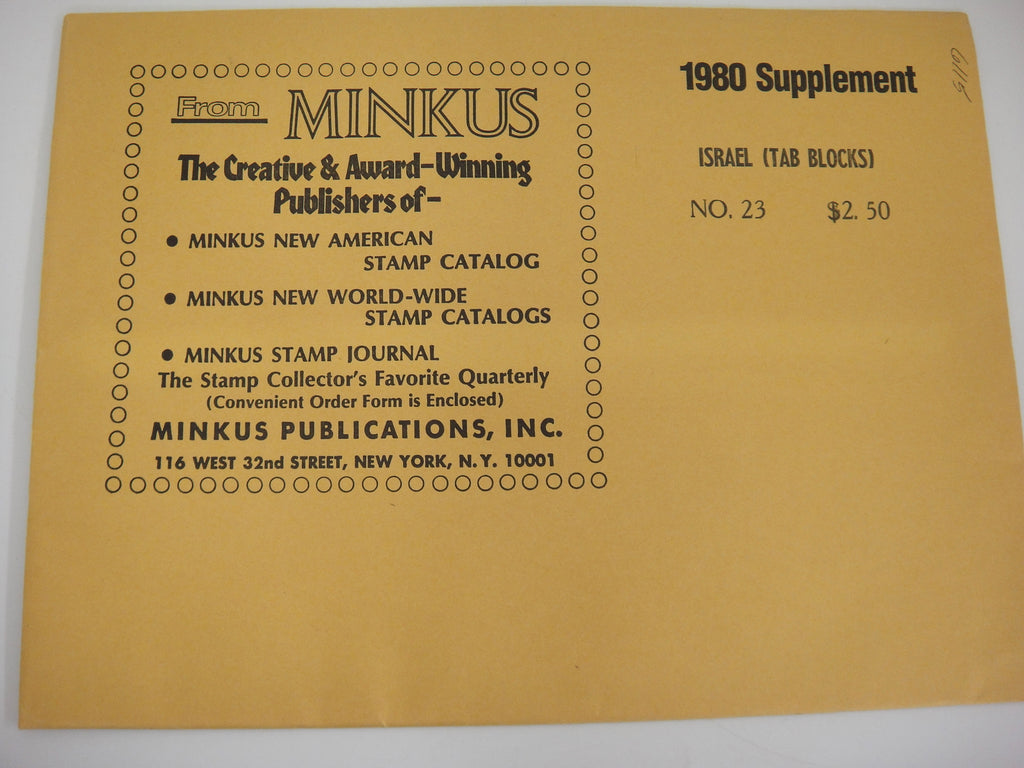 From MINKUS
The Creative & Award-Winning
Publishers of-
• MINKUS NEW AMERICAN
STAMP CATALOG
• MINKUS NEW WORLD-WIDE
STAMP CATALOGS
• MINKUS STAMP JOURNAL
The Stamp Collector's Favorite Quarterly
(Convenient Order Form is Enclosed)
MINKUS PUBLICATIONS, INC.
116 WEST 32nd STREET, NEW YORK, N.Y. 10001
1980 Supplement
ISRAEL (TAB BLOCKS)
NO. 23 $2. 50